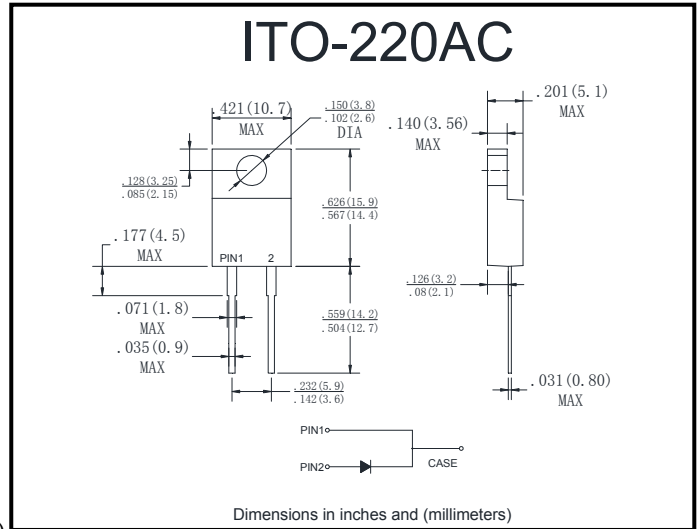 ITO-220AC
.421(10.7)
MAX
.150(3.8)
.102(2.6)
DIA
.201(5.1)
MAX
.140(3.56)
MAX
.128(3.25)
.085(2.15)
.626(15.9)
.567(14.4)
.177(4.5)
MAX
PIN1 2
.126(3.2)
.08(2.1)
.071(1.8)
MAX
.559(14.2)
.504(12.7)
.035(0.9)
MAX
.031(0.80)
MAX
.232(5.9)
.142(3.6)
PIN1
PIN2
CASE
Dimensions in inches and (millimeters)